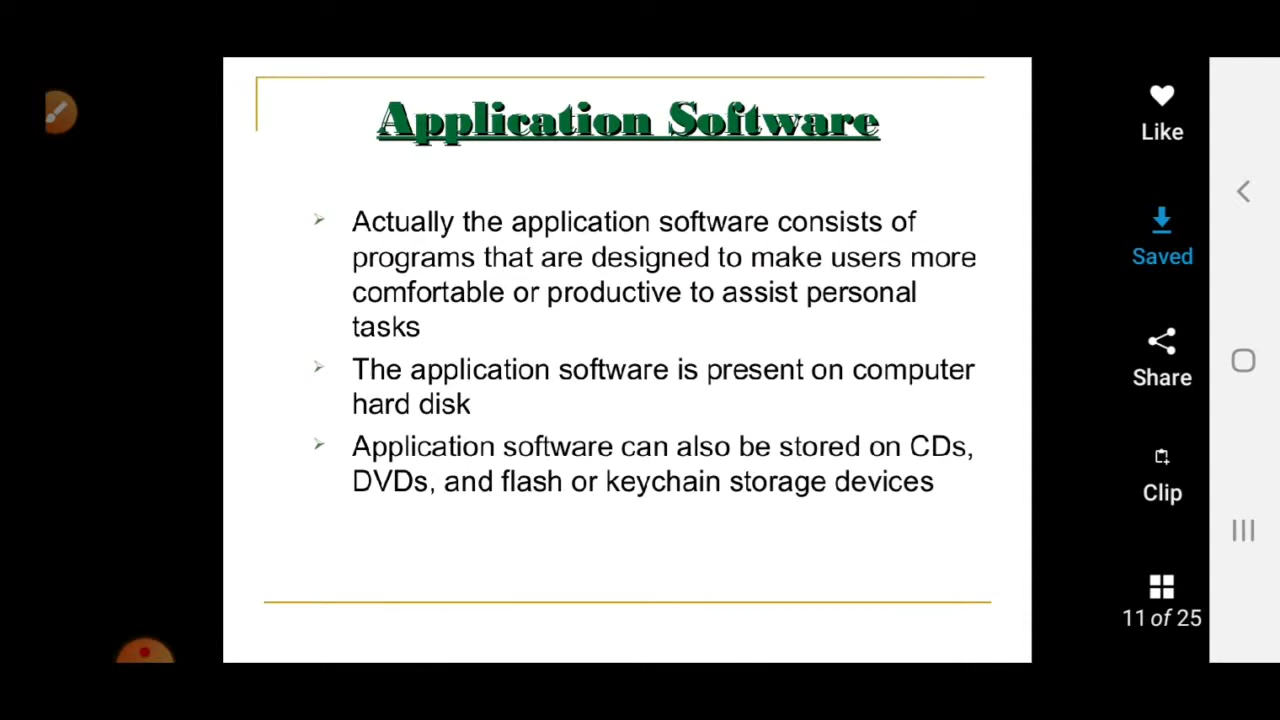 Application Software
Actually the application software consists of
programs that are designed to make users more
comfortable or productive to assist personal
tasks
The application software is present on computer
hard disk
Application software can also be stored on CDs,
DVDs, and flash or keychain storage devices
Like
Saved
Share
Clip
11 of 25